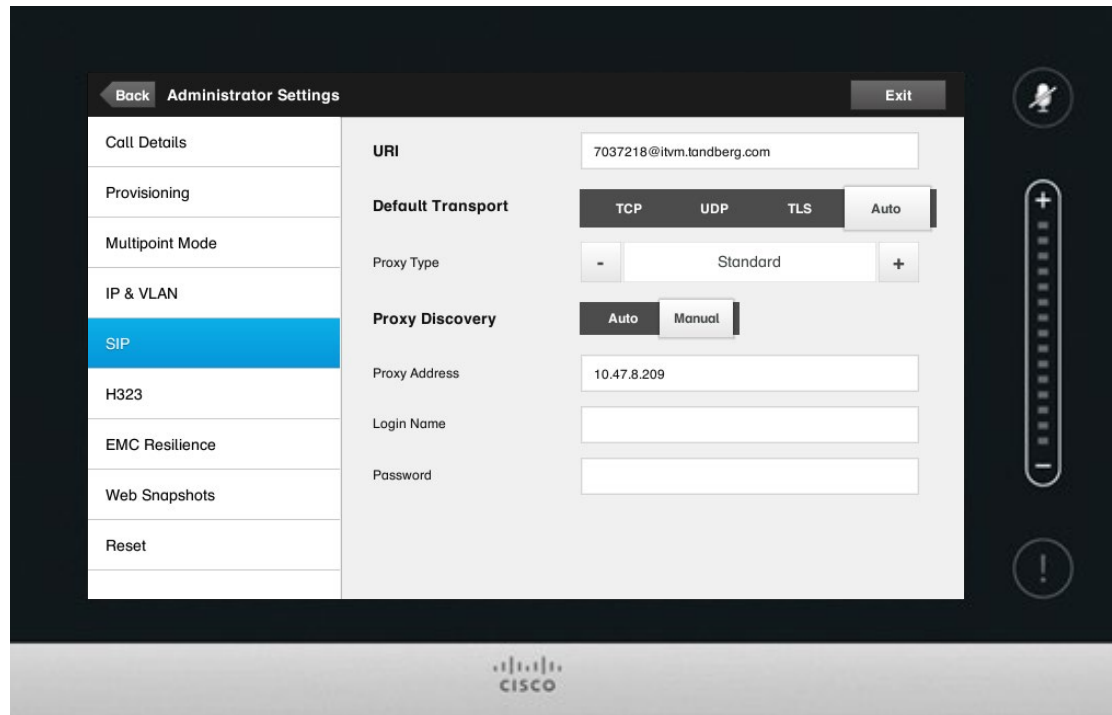 Back Administrator Settings Exit
Call Details
Provisioning
Multipoint Mode
IP & VLAN
SIP
H323
EMC Resilience
Web Snapshots
Reset
URI 7037218@itvm.tandberg.com
Default Transport TCP UDP TLS Auto
Proxy Type - Standard +
Proxy Discovery Auto Manual
Proxy Address 10.47.8.209
Login Name
Password
+
-
!
CISCO